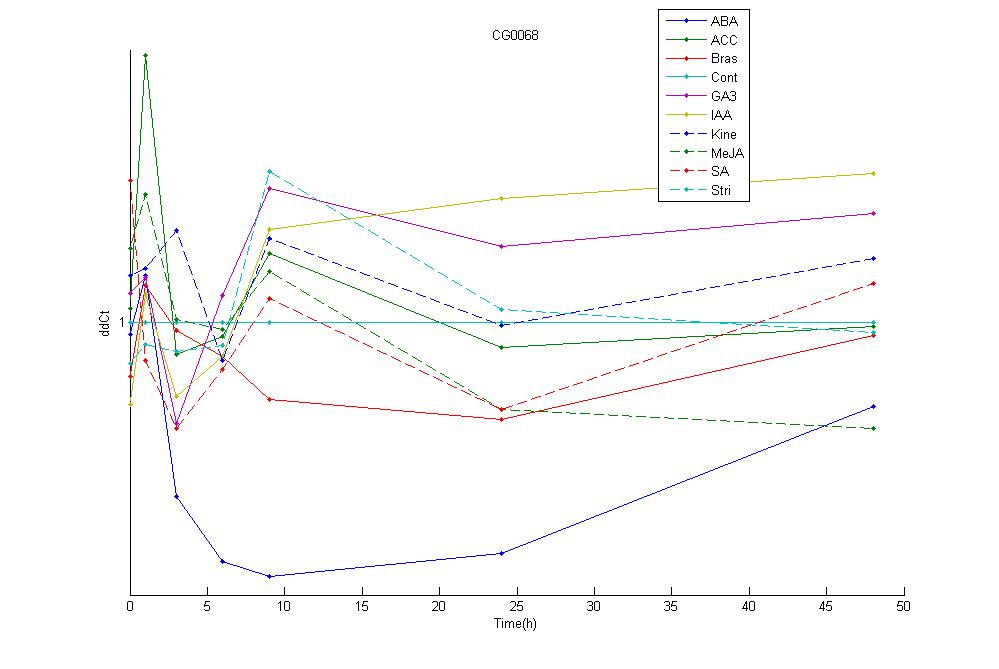 CG0068
ABA
ACC
Bras
Cont
GA3
IAA
Kine
MeJA
SA
Stri
ddCt
1
0 5 10 15 20 25 30 35 40 45 50
Time(h)